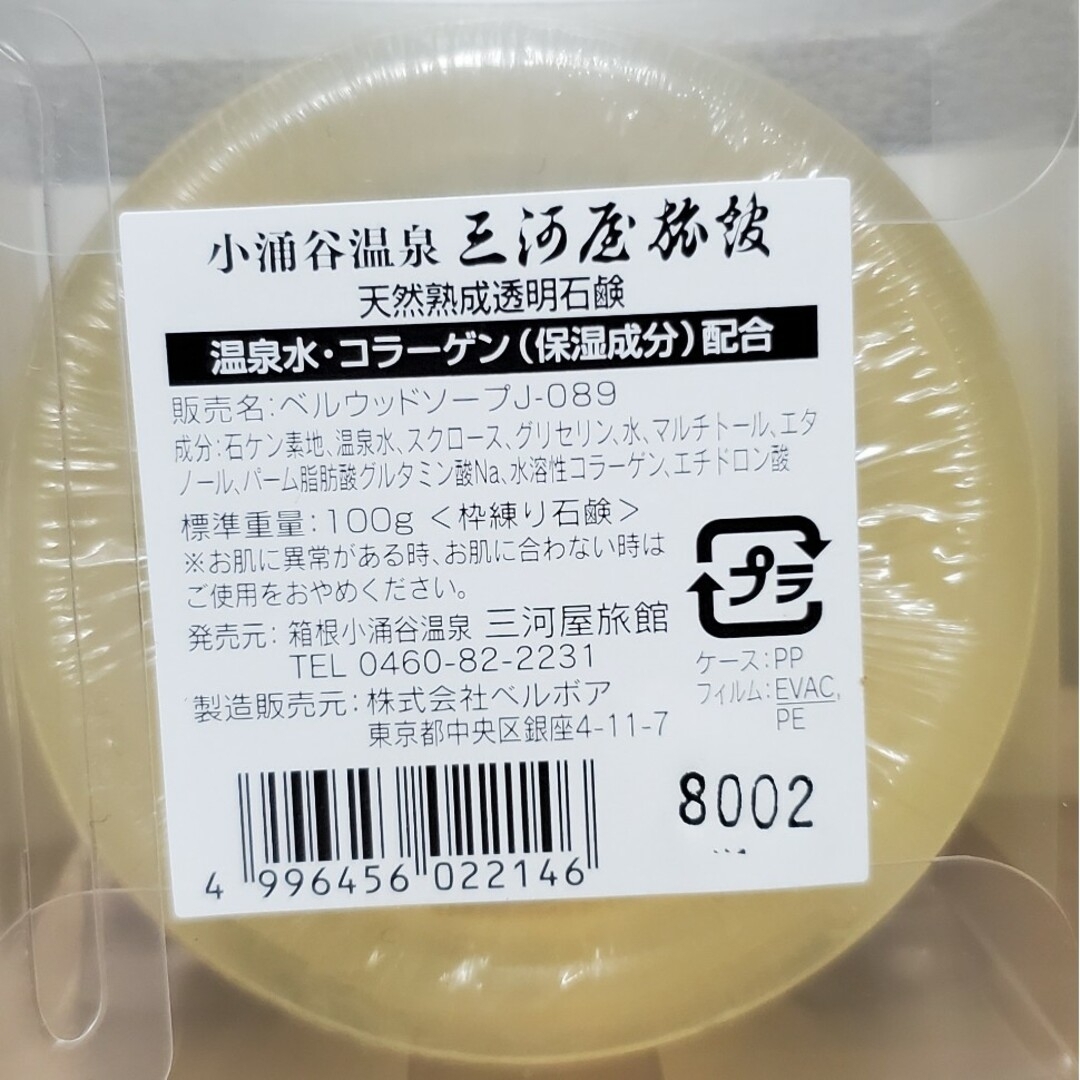 小涌谷温泉 三河屋旅館
天然熟成透明石鹸
温泉水・コラーゲン（保湿成分）配合
販売名：ベルウッドソープJ-089
成分：石ケン素地、温泉水、スクロース、グリセリン、水、マルチトール、エタ
ノール、パーム脂肪酸グルタミン酸Na、水溶性コラーゲン、エチドロン酸
標準重量：100g ＜枠練り石鹸＞
※お肌に異常がある時、お肌に合わない時は
ご使用をおやめください。
発売元：箱根小涌谷温泉 三河屋旅館
TEL 0460-82-2231
製造販売元：株式会社ベルボア
東京都中央区銀座4-11-7
プラ
ケース：PP
フィルム：EVAC,
PE
8002
4 996456 022146